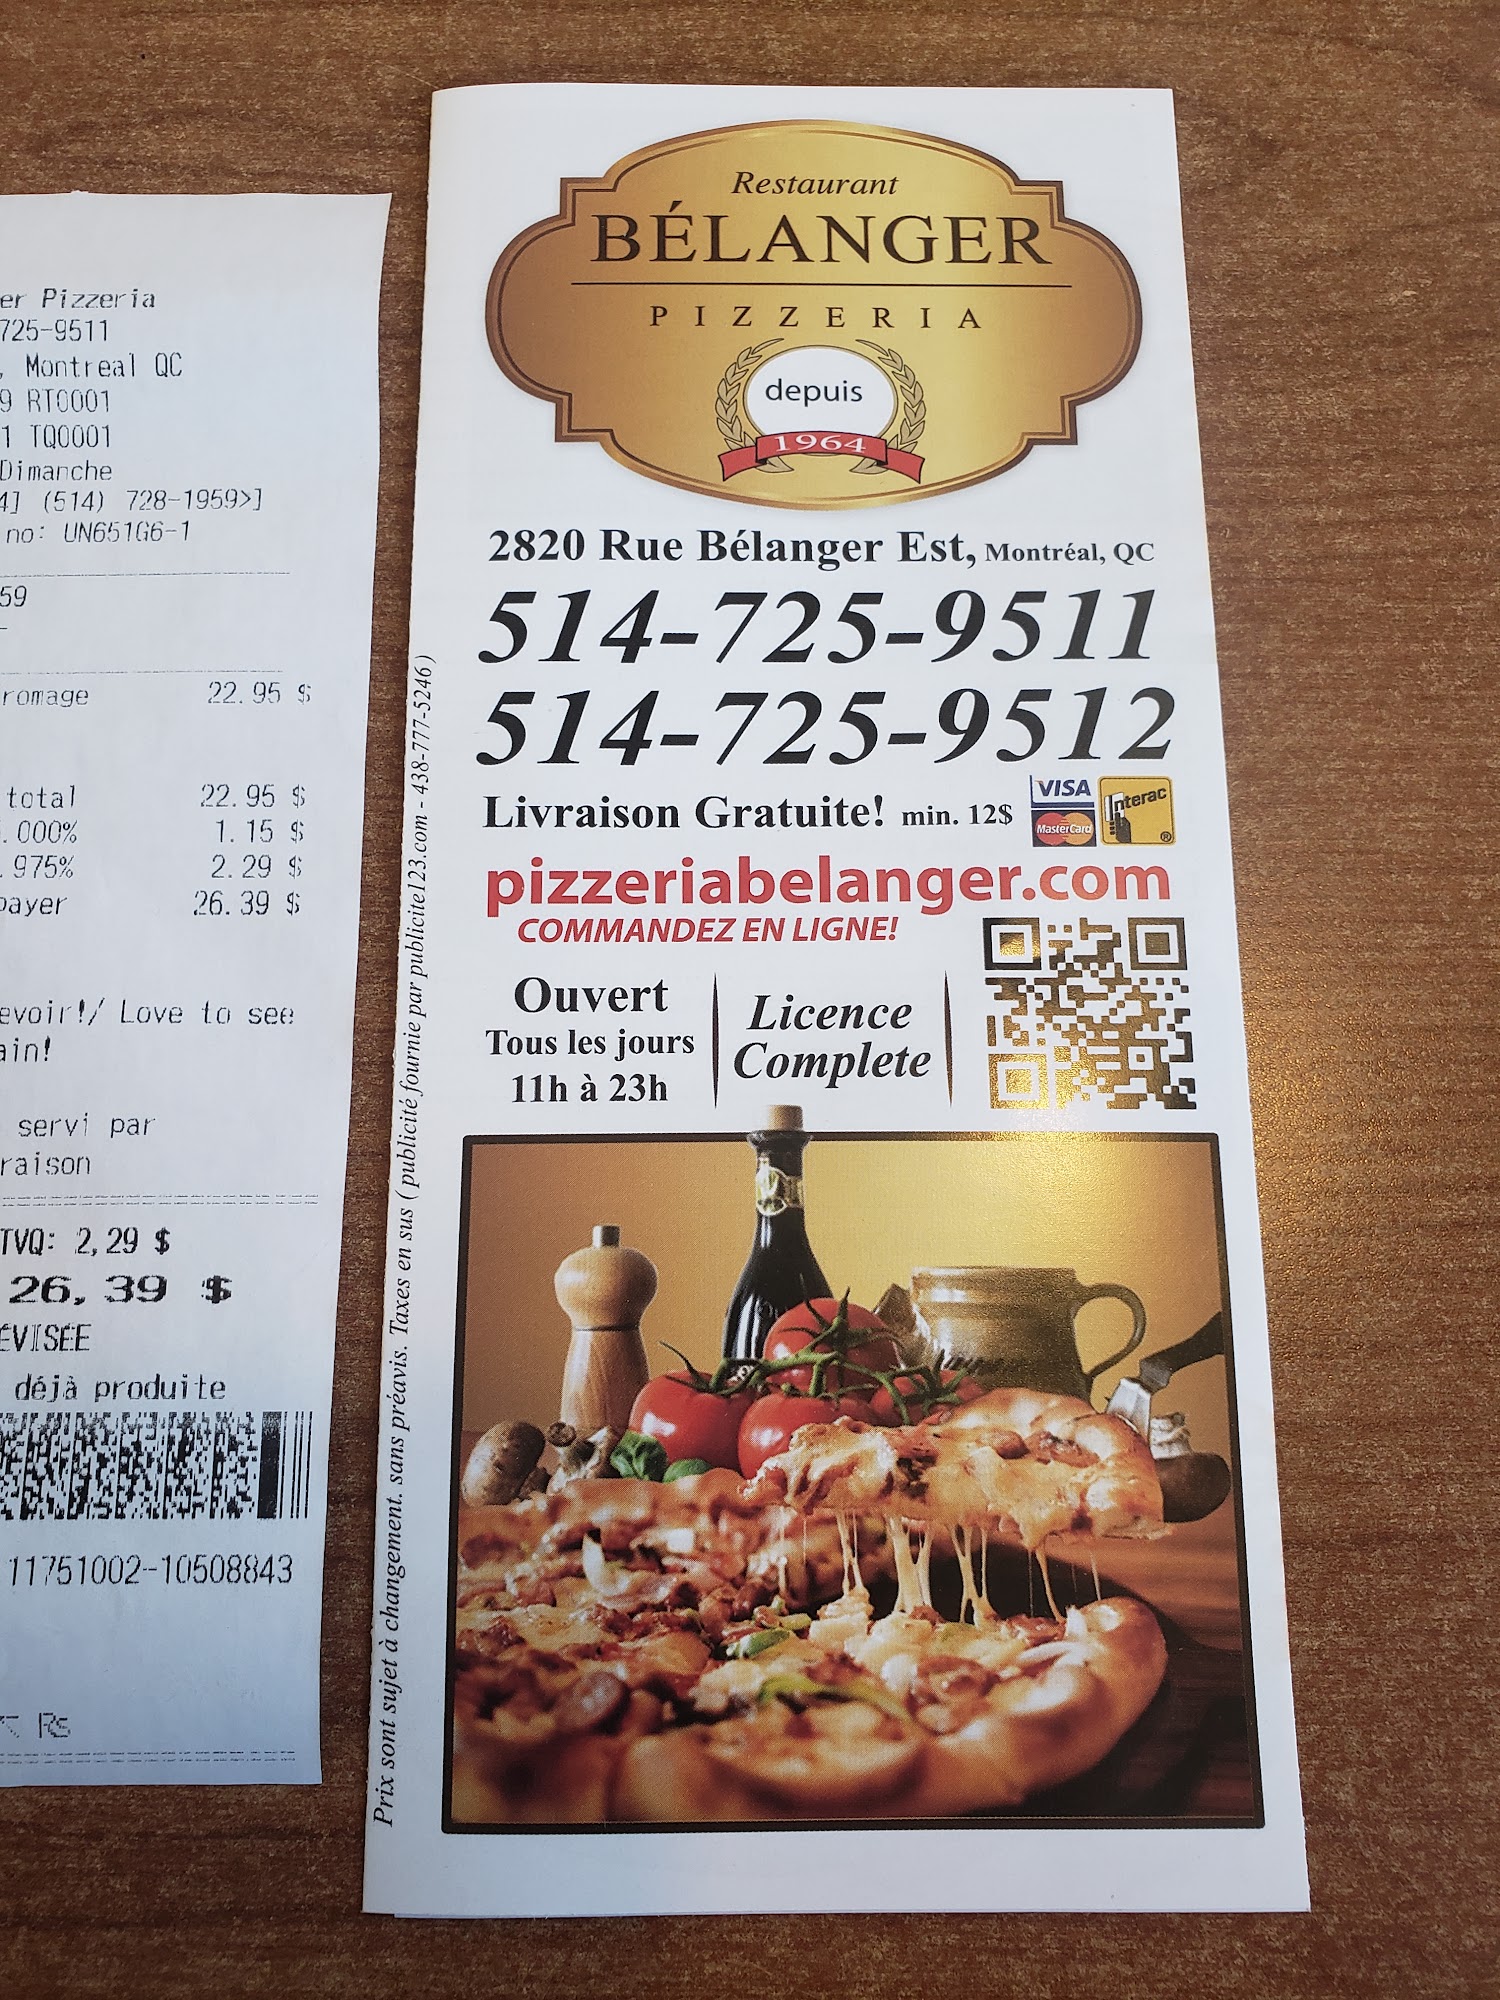 er Pizzeria
725-9511
, Montreal QC
9 RT0001
1 TQ0001
Dimanche
4] (514) 728-1959>]
no: UN651G6-1
59
romage 22.95 $
total 22.95 $
.000% 1.15 $
.975% 2.29 $
payer 26.39 $
evoir!/ Love to see
ain!
servi par
raison
TVQ: 2,29 $
26,39 $
ÉVISÉE
déjà produite
11751002-10508843
Rs
Restaurant
BÉLANGER
PIZZERIA
depuis
1964
2820 Rue Bélanger Est, Montréal, QC
514-725-9511
514-725-9512
Livraison Gratuite! min. 12$
VISA
MasterCard
Interac
pizzeriabelanger.com
COMMANDEZ EN LIGNE!
Ouvert
Tous les jours
11h à 23h
Licence
Complete
Prix sont sujet à changement. sans préavis. Taxes en sus ( publicité fournie par publicite123.com - 438-777-5246 )